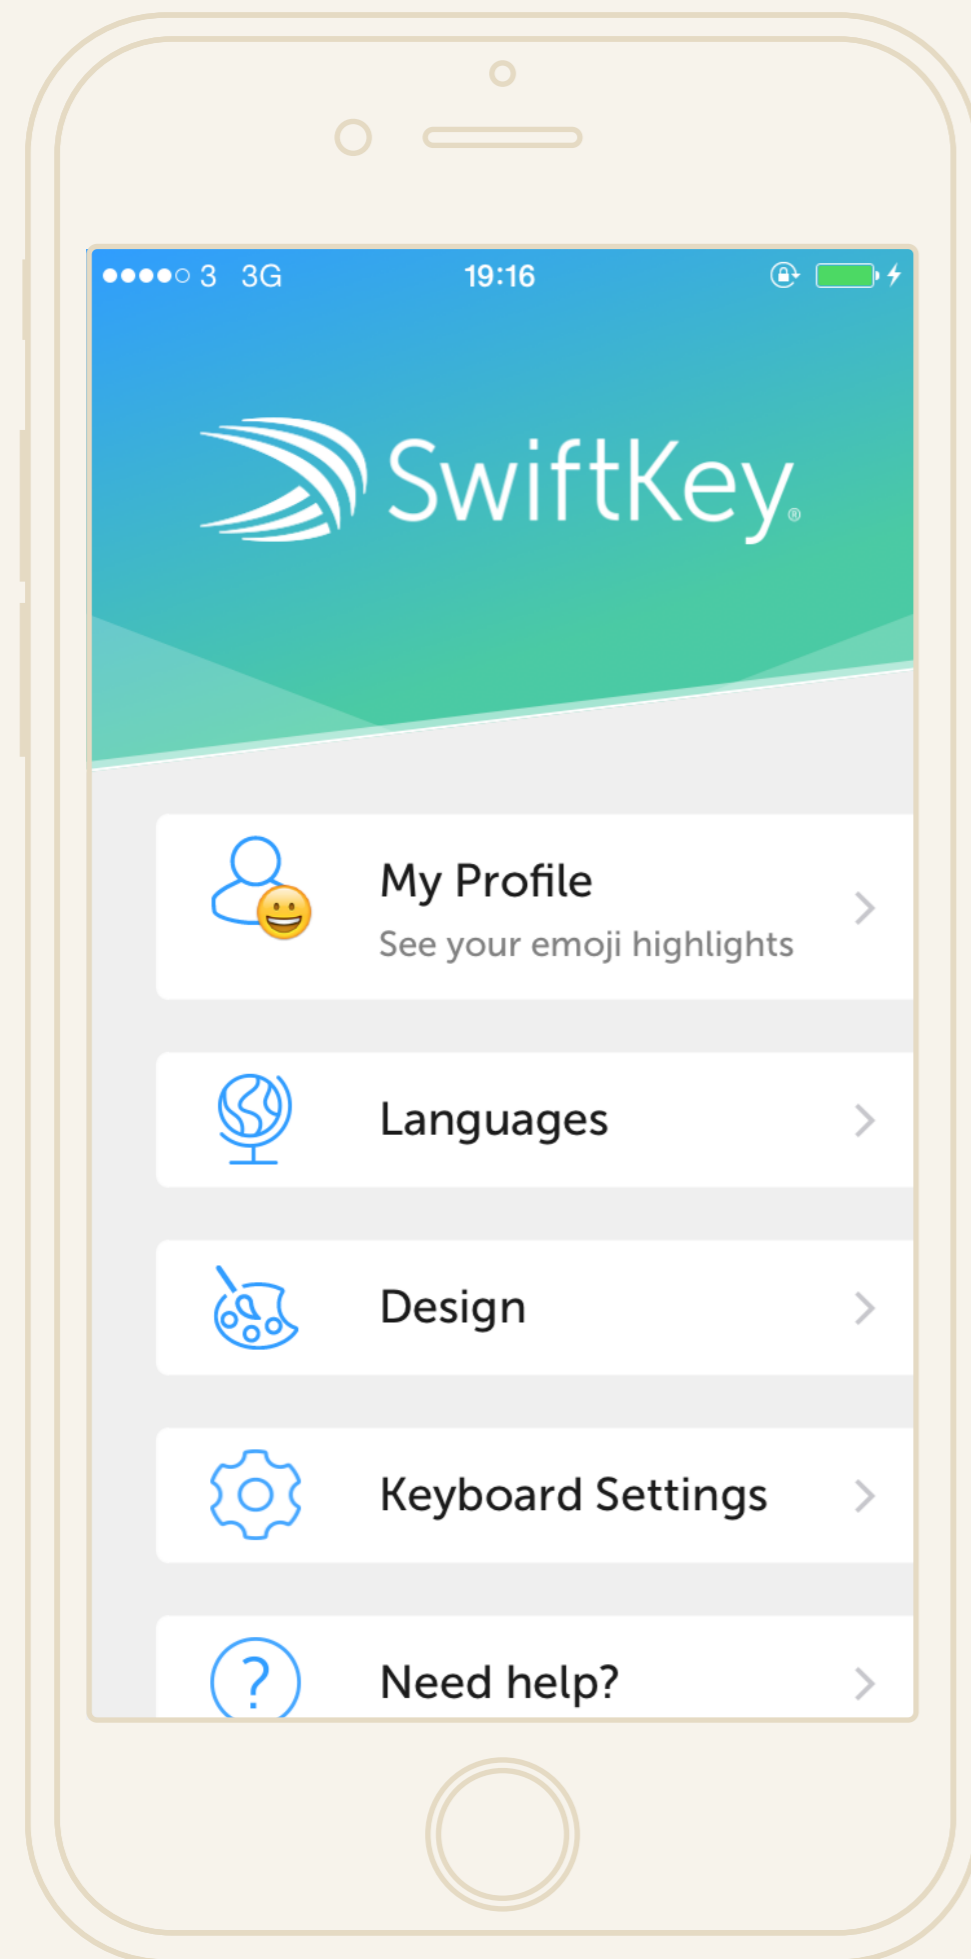 3 3G 19:16
SwiftKey®
My Profile
See your emoji highlights
Languages
Design
Keyboard Settings
?
Need help?